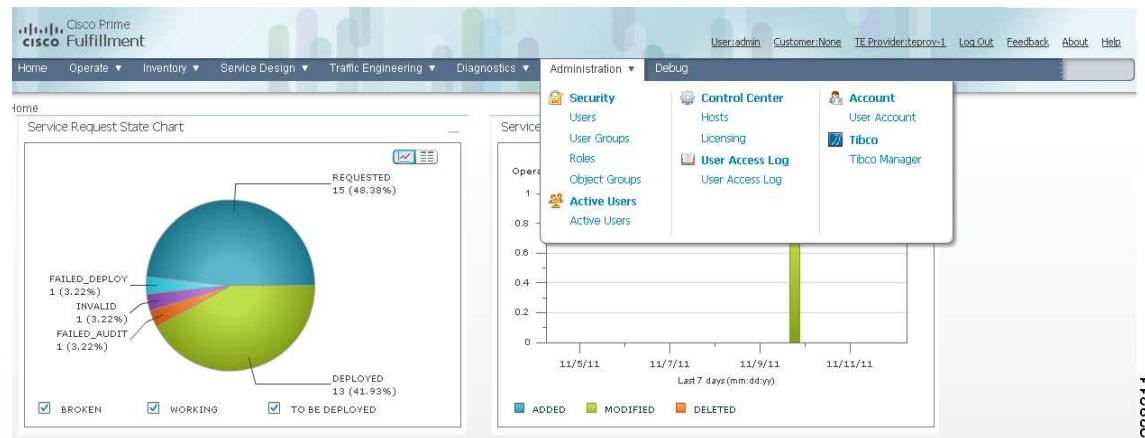 Cisco Prime
CISCO Fulfillment
User:admin Customer:None TE Provider:teprov-1 Log Out Feedback About Help
Home Operate Inventory Service Design Traffic Engineering Diagnostics Administration Debug
Home
Service Request State Chart
REQUESTED
15 (48.38%)
FAILED_DEPLOY
1 (3.22%)
INVALID
1 (3.22%)
FAILED_AUDIT
1 (3.22%)
DEPLOYED
13 (41.93%)
BROKEN WORKING TO BE DEPLOYED
Service
Opera
1
0.8
0.6
0.4
0.2
0
11/5/11 11/7/11 11/9/11 11/11/11
Last 7 days (mm:dd:yy)
ADDED MODIFIED DELETED
Security
Users
User Groups
Roles
Object Groups
Active Users
Active Users
Control Center
Hosts
Licensing
User Access Log
User Access Log
Account
User Account
Tibco
Tibco Manager